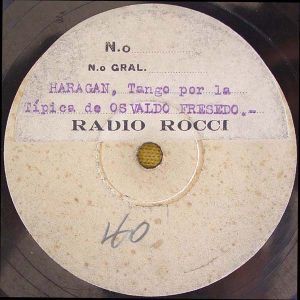 N.o
N.o GRAL.
HARAGAN, Tango por la
Típica de OSVALDO FRESEDO.-
RADIO ROCCI
40